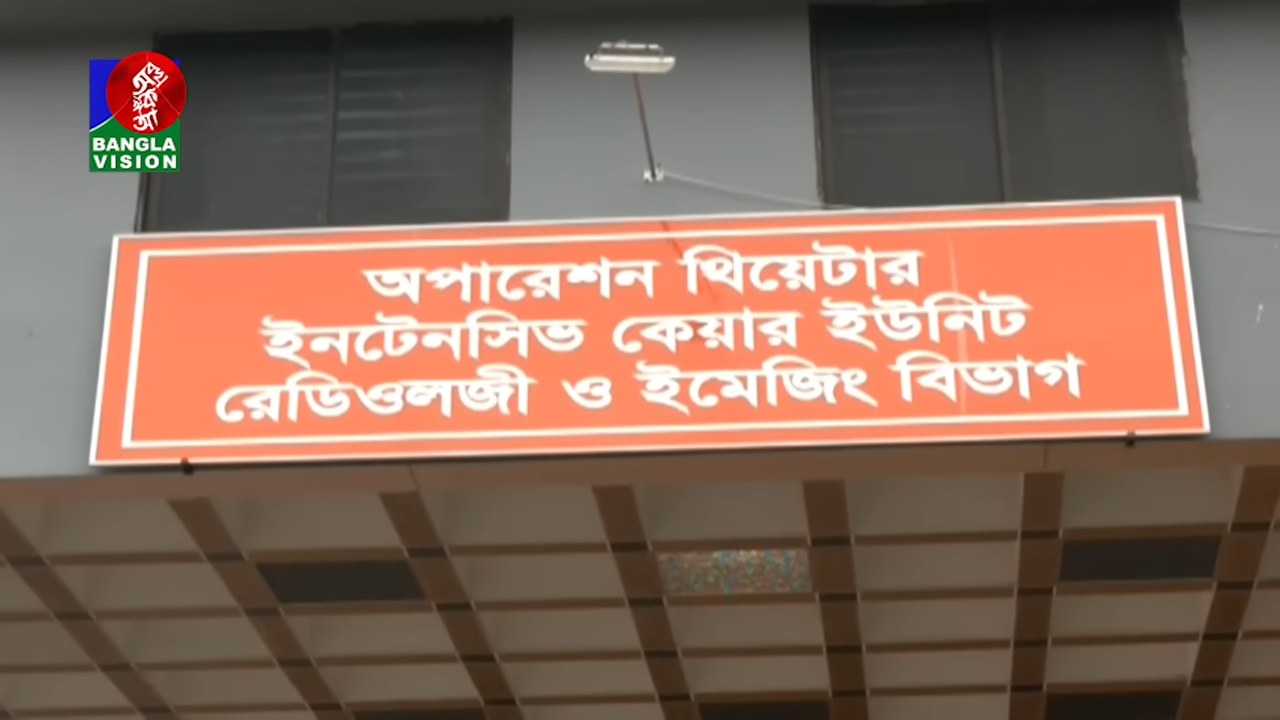 BANGLA
VISION
অপারেশন থিয়েটার
ইনটেনসিভ কেয়ার ইউনিট
রেডিওলজী ও ইমেজিং বিভাগ